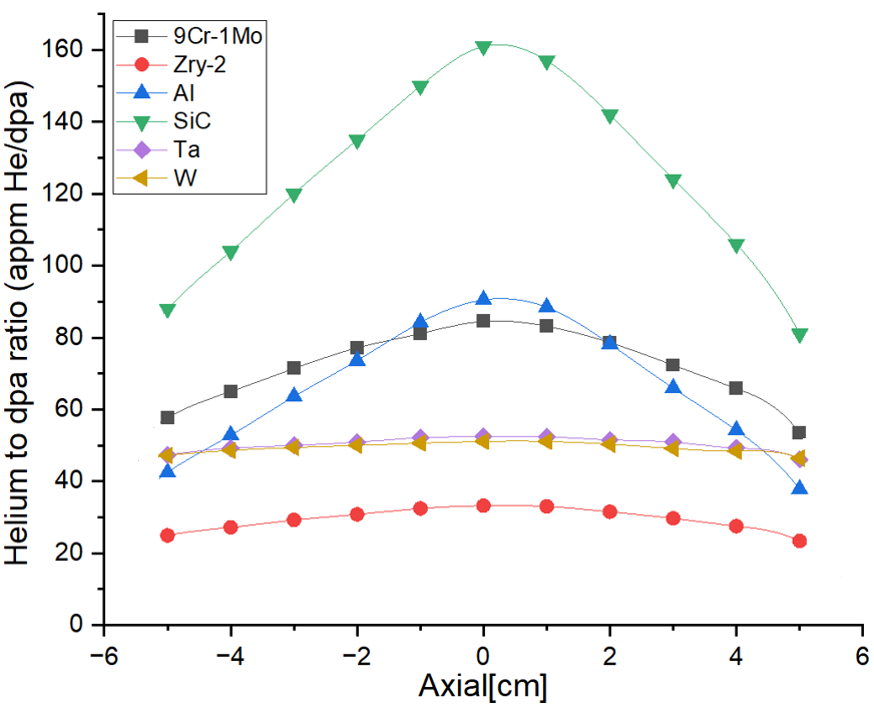 9Cr-1Mo
Zry-2
Al
SiC
Ta
W
Helium to dpa ratio (appm He/dpa)
160
140
120
100
80
60
40
20
0
−6 −4 −2 0 2 4 6
Axial[cm]